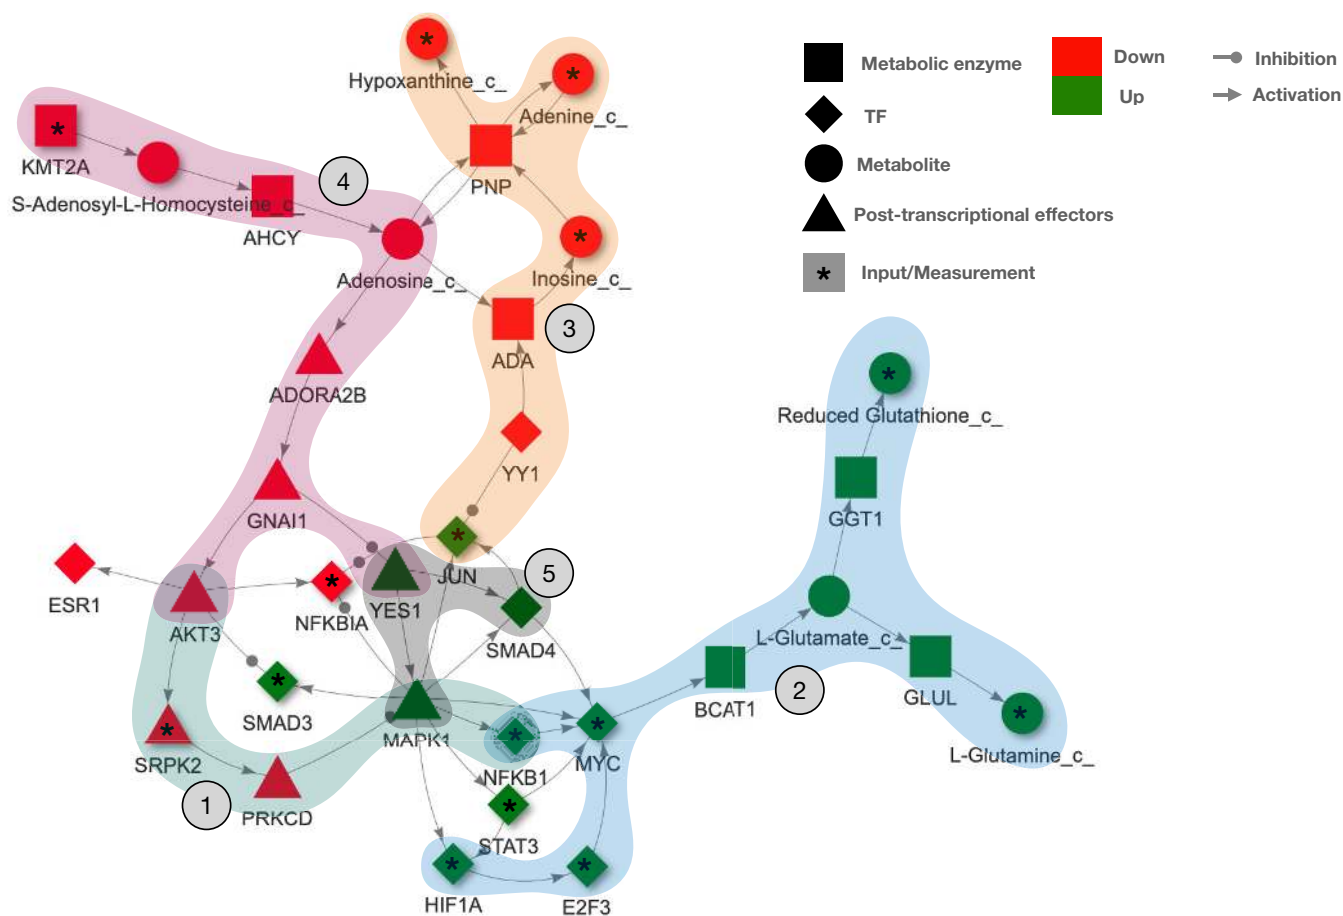 Hypoxanthine_c_
Adenine_c_
KMT2A
PNP
S-Adenosyl-L-Homocysteine_c_
AHCY
4
Adenosine_c_
Inosine_c_
3
ADA
ADORA2B
YY1
GNAI1
JUN
5
ESR1
AKT3
NFKBIA
YES1
SMAD4
SMAD3
MAPK1
SRPK2
PRKCD
1
NFKB1
MYC
STAT3
HIF1A
E2F3
BCAT1
2
L-Glutamate_c_
GGT1
Reduced Glutathione_c_
GLUL
L-Glutamine_c_
Metabolic enzyme
TF
Metabolite
Post-transcriptional effectors
Input/Measurement
Down
Up
Inhibition
Activation